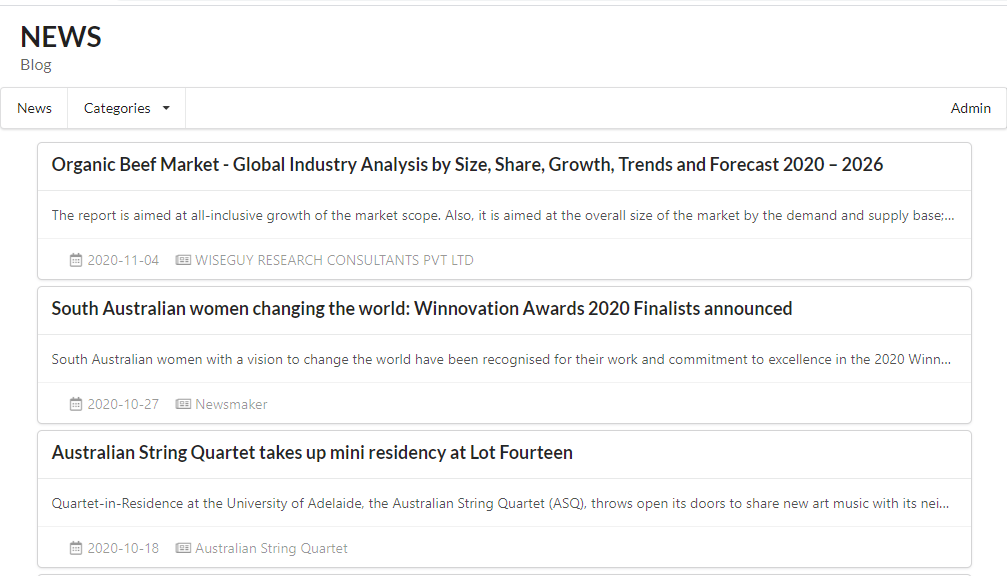 NEWS
Blog
News Categories Admin
Organic Beef Market - Global Industry Analysis by Size, Share, Growth, Trends and Forecast 2020 – 2026
The report is aimed at all-inclusive growth of the market scope. Also, it is aimed at the overall size of the market by the demand and supply base;...
2020-11-04 WISEGUY RESEARCH CONSULTANTS PVT LTD
South Australian women changing the world: Winnovation Awards 2020 Finalists announced
South Australian women with a vision to change the world have been recognised for their work and commitment to excellence in the 2020 Winn...
2020-10-27 Newsmaker
Australian String Quartet takes up mini residency at Lot Fourteen
Quartet-in-Residence at the University of Adelaide, the Australian String Quartet (ASQ), throws open its doors to share new art music with its nei...
2020-10-18 Australian String Quartet